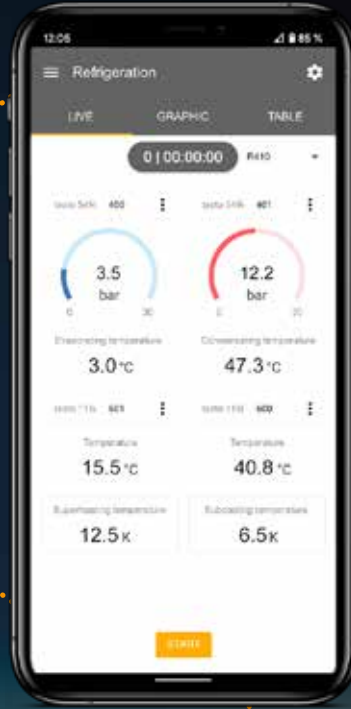 12:05 85 %
Refrigeration
LIVE GRAPHIC TABLE
0 | 00:00:00
400 401
3.5 12.2
bar bar
0 30 0
Evaporating temperature Condensing temperature
3.0 °C 47.3 °C
601 600
Temperature Temperature
15.5 °C 40.8 °C
Superheating temperature Subcooling temperature
12.5 K 6.5 K
START